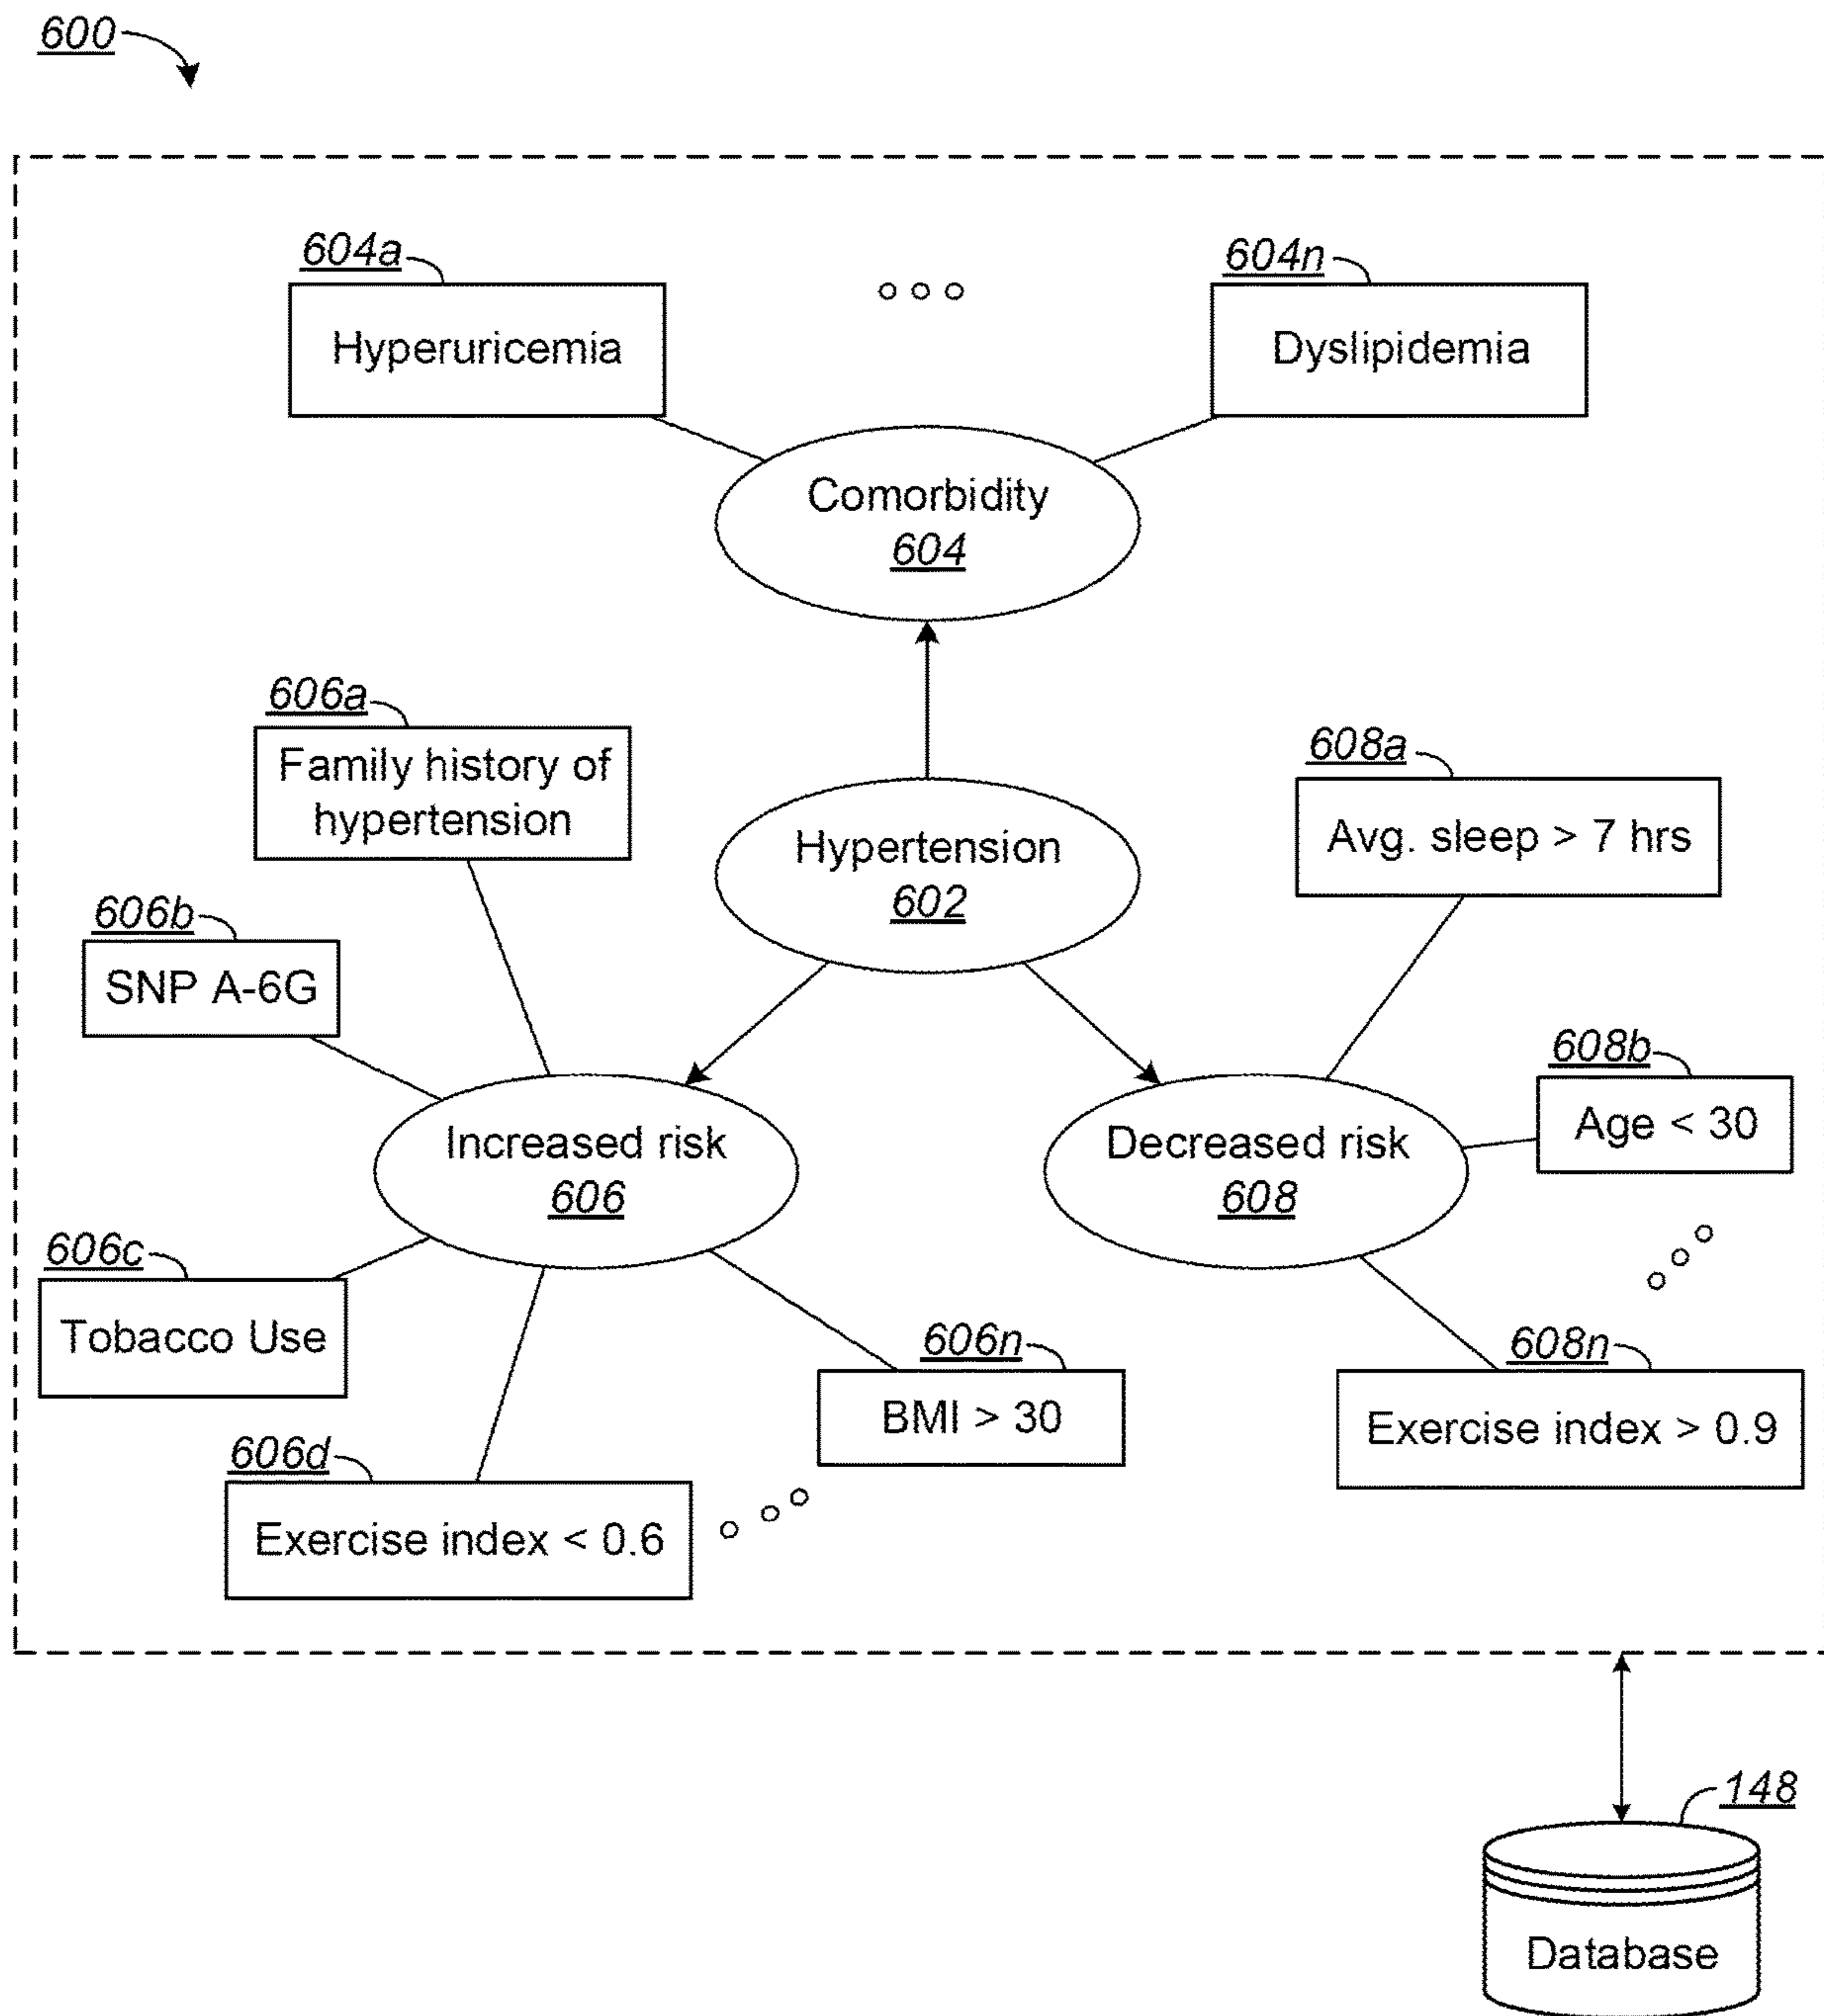 600
604a
604n
Hyperuricemia
Dyslipidemia
Comorbidity
604
606a
Family history of
hypertension
608a
Avg. sleep > 7 hrs
Hypertension
602
606b
SNP A-6G
608b
Age < 30
Increased risk
606
Decreased risk
608
606c
Tobacco Use
606n
BMI > 30
608n
Exercise index > 0.9
606d
Exercise index < 0.6
148
Database